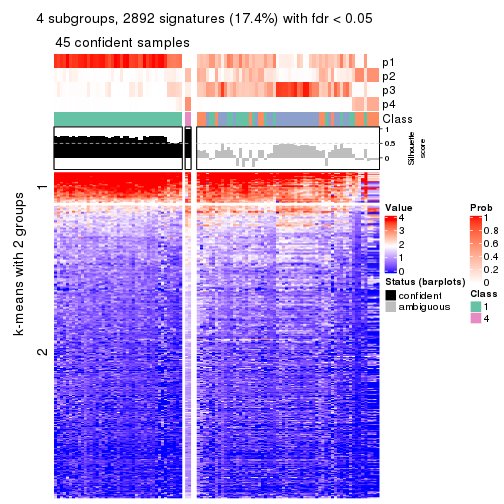 4 subgroups, 2892 signatures (17.4%) with fdr < 0.05
45 confident samples
p1
p2
p3
p4
Class
1
0.5
0
Silhouette
score
k-means with 2 groups
1
2
Value
4
3
2
1
0
Status (barplots)
confident
ambiguous
Prob
1
0.8
0.6
0.4
0.2
0
Class
1
4